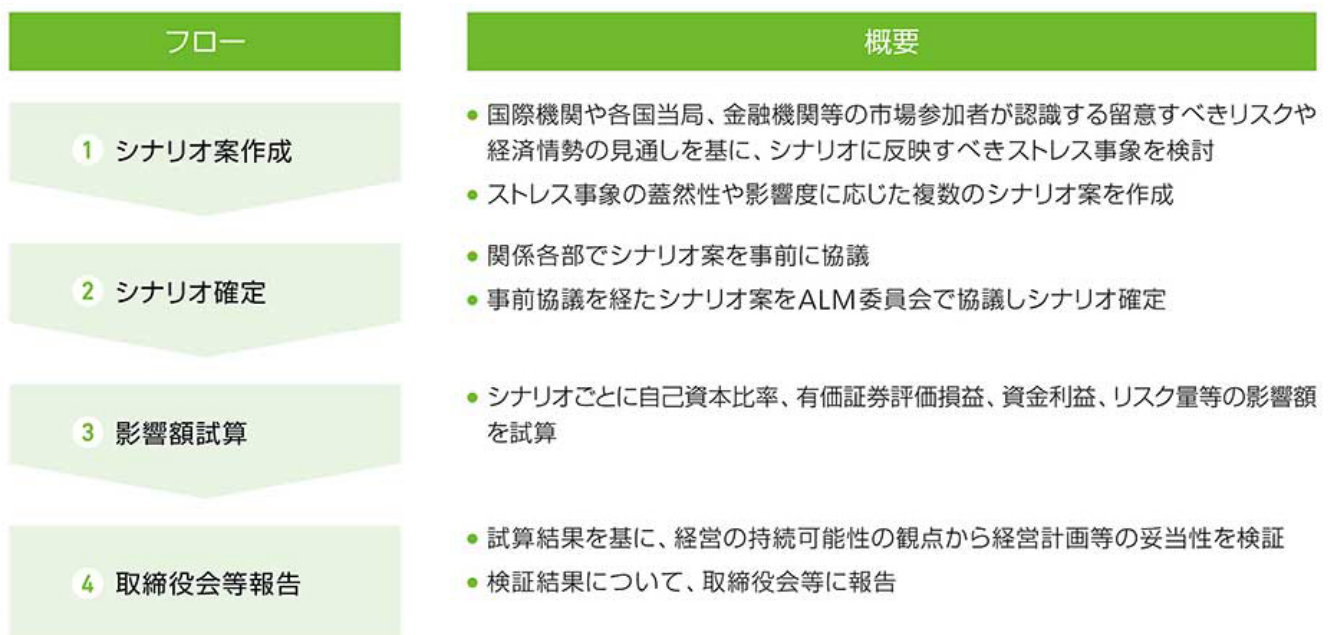 フロー
概要
1 シナリオ案作成
• 国際機関や各国当局、金融機関等の市場参加者が認識する留意すべきリスクや
経済情勢の見通しを基に、シナリオに反映すべきストレス事象を検討
• ストレス事象の蓋然性や影響度に応じた複数のシナリオ案を作成
2 シナリオ確定
• 関係各部でシナリオ案を事前に協議
• 事前協議を経たシナリオ案をALM委員会で協議しシナリオ確定
3 影響額試算
• シナリオごとに自己資本比率、有価証券評価損益、資金利益、リスク量等の影響額
を試算
4 取締役会等報告
• 試算結果を基に、経営の持続可能性の観点から経営計画等の妥当性を検証
• 検証結果について、取締役会等に報告